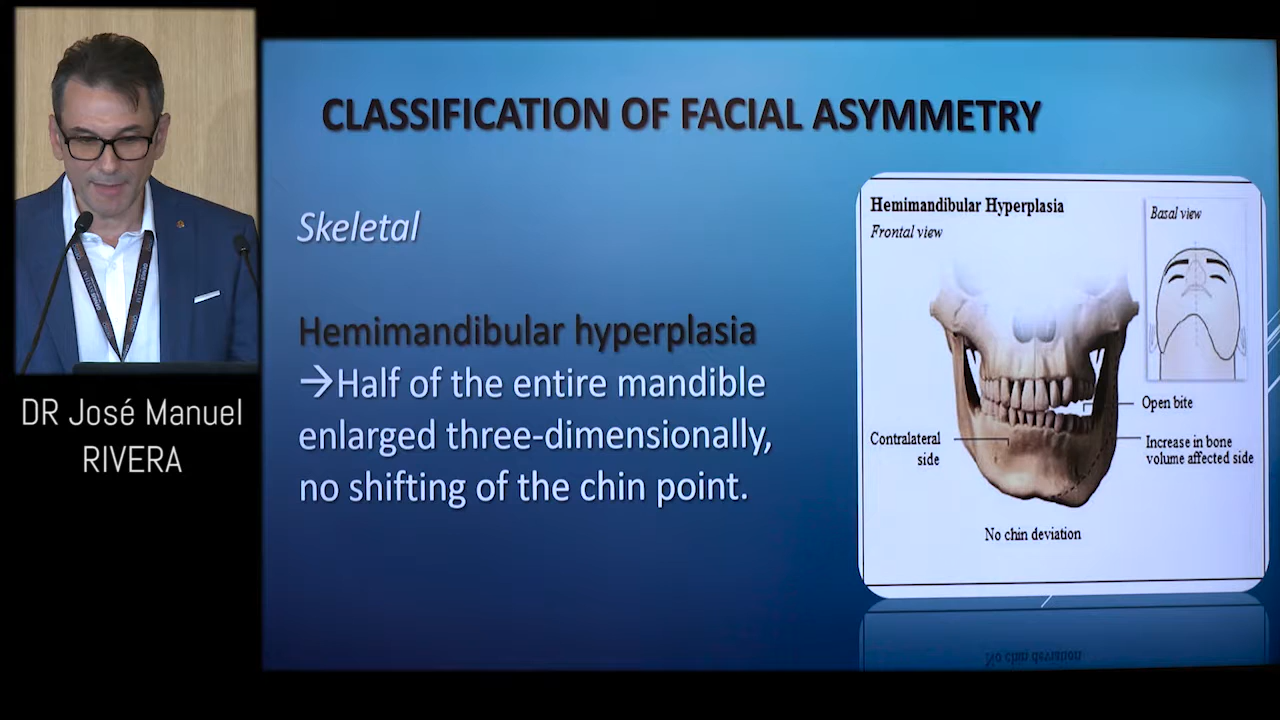 DR José Manuel
RIVERA
CLASSIFICATION OF FACIAL ASYMMETRY
Skeletal
Hemimandibular hyperplasia
→Half of the entire mandible
enlarged three-dimensionally,
no shifting of the chin point.
Hemimandibular Hyperplasia
Frontal view
Basal view
Open bite
Contralateral
side
Increase in bone
volume affected side
No chin deviation